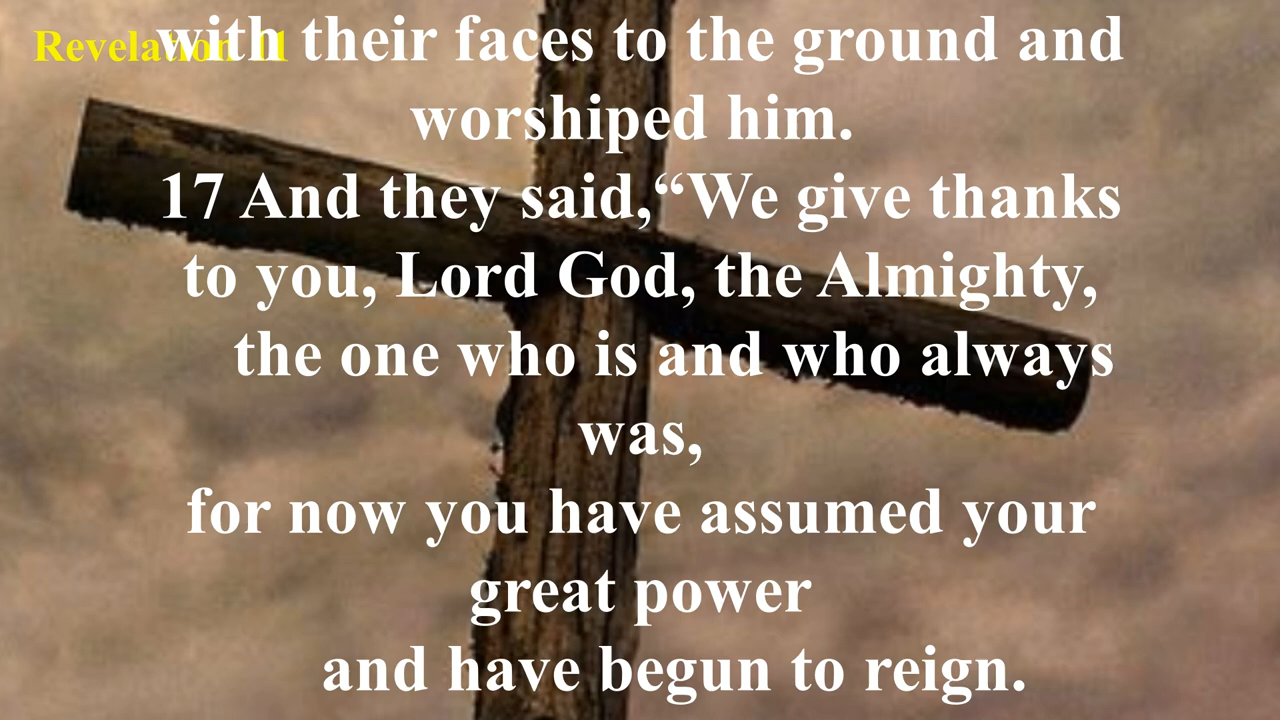 Revelation 11
with their faces to the ground and
worshiped him.
17 And they said,“We give thanks
to you, Lord God, the Almighty,
the one who is and who always
was,
for now you have assumed your
great power
and have begun to reign.